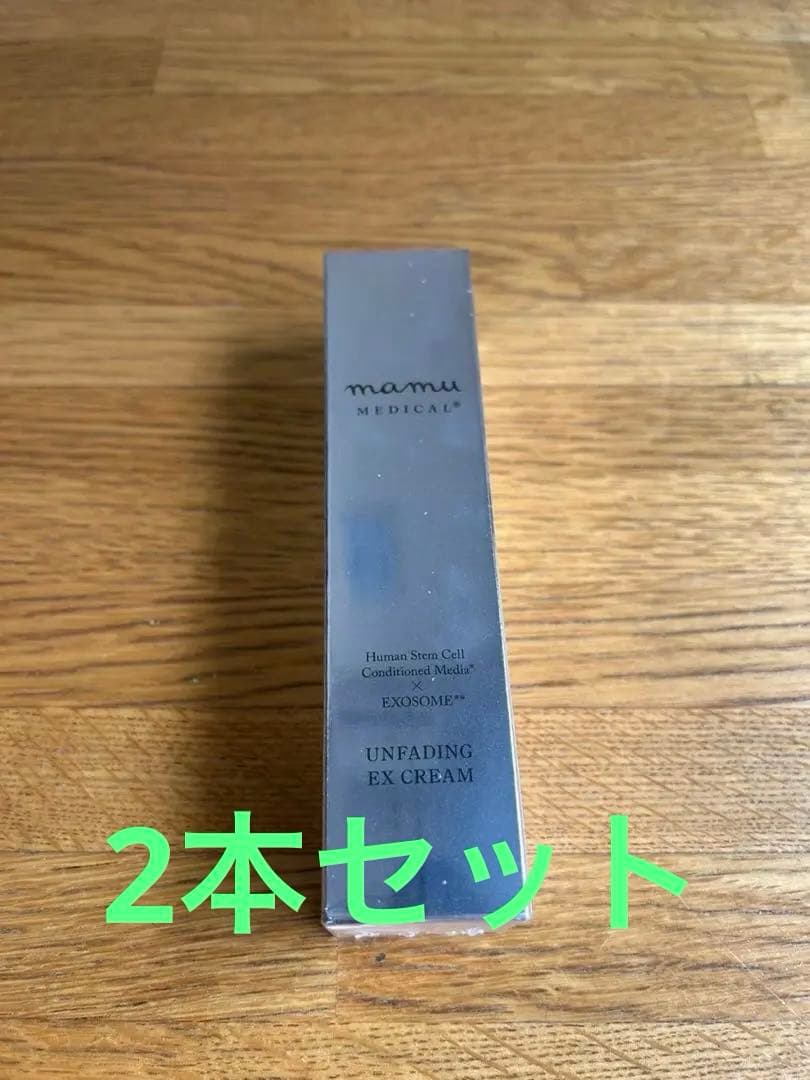 mamu
MEDICAL®
Human Stem Cell
Conditioned Media*
×
EXOSOME**
UNFADING
EX CREAM
2本セット